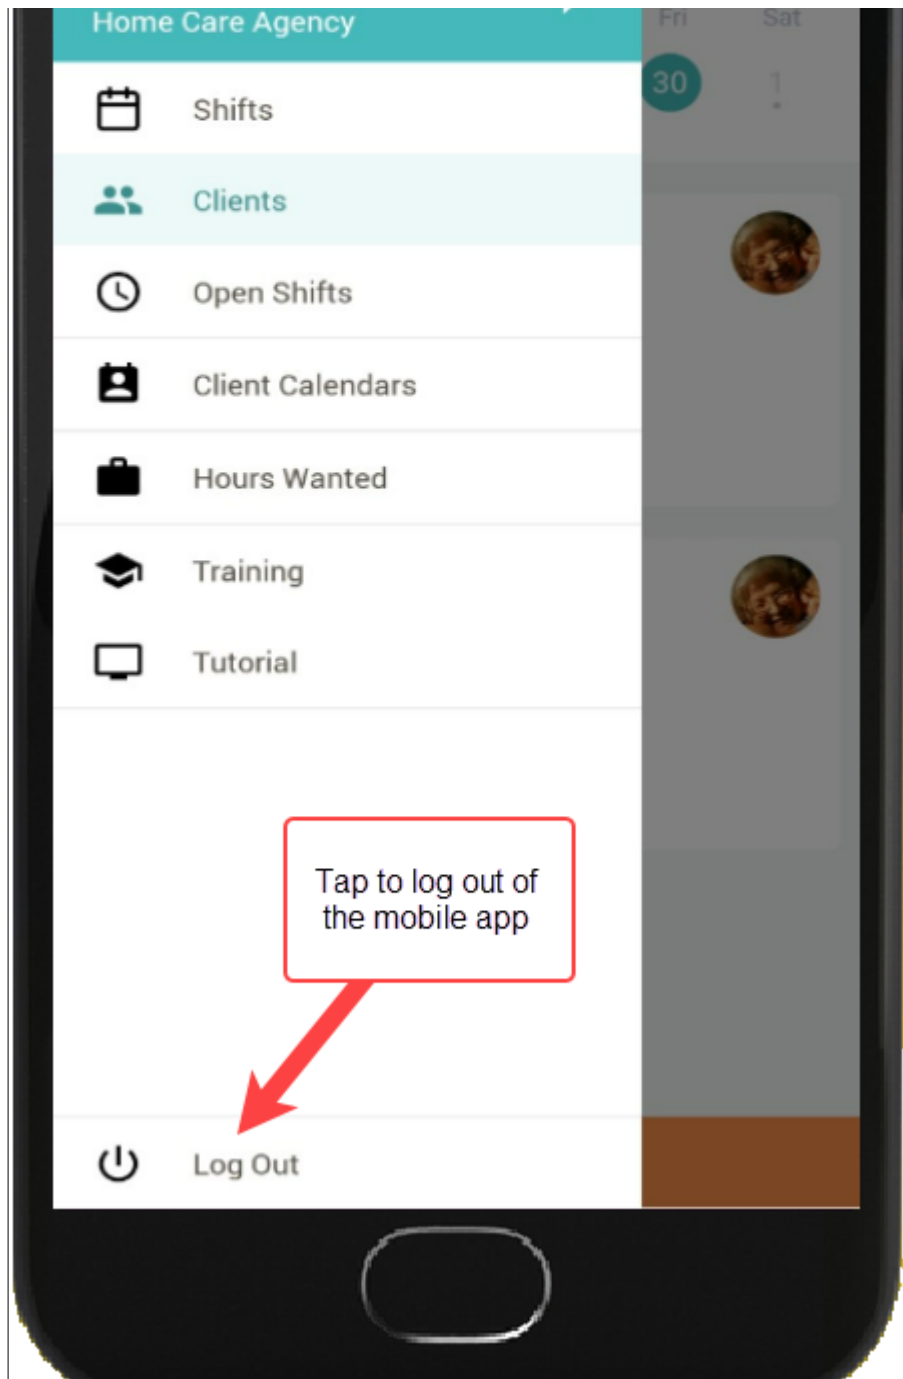 Home Care Agency
Fri Sat
30 1
Shifts
Clients
Open Shifts
Client Calendars
Hours Wanted
Training
Tutorial
Tap to log out of
the mobile app
Log Out